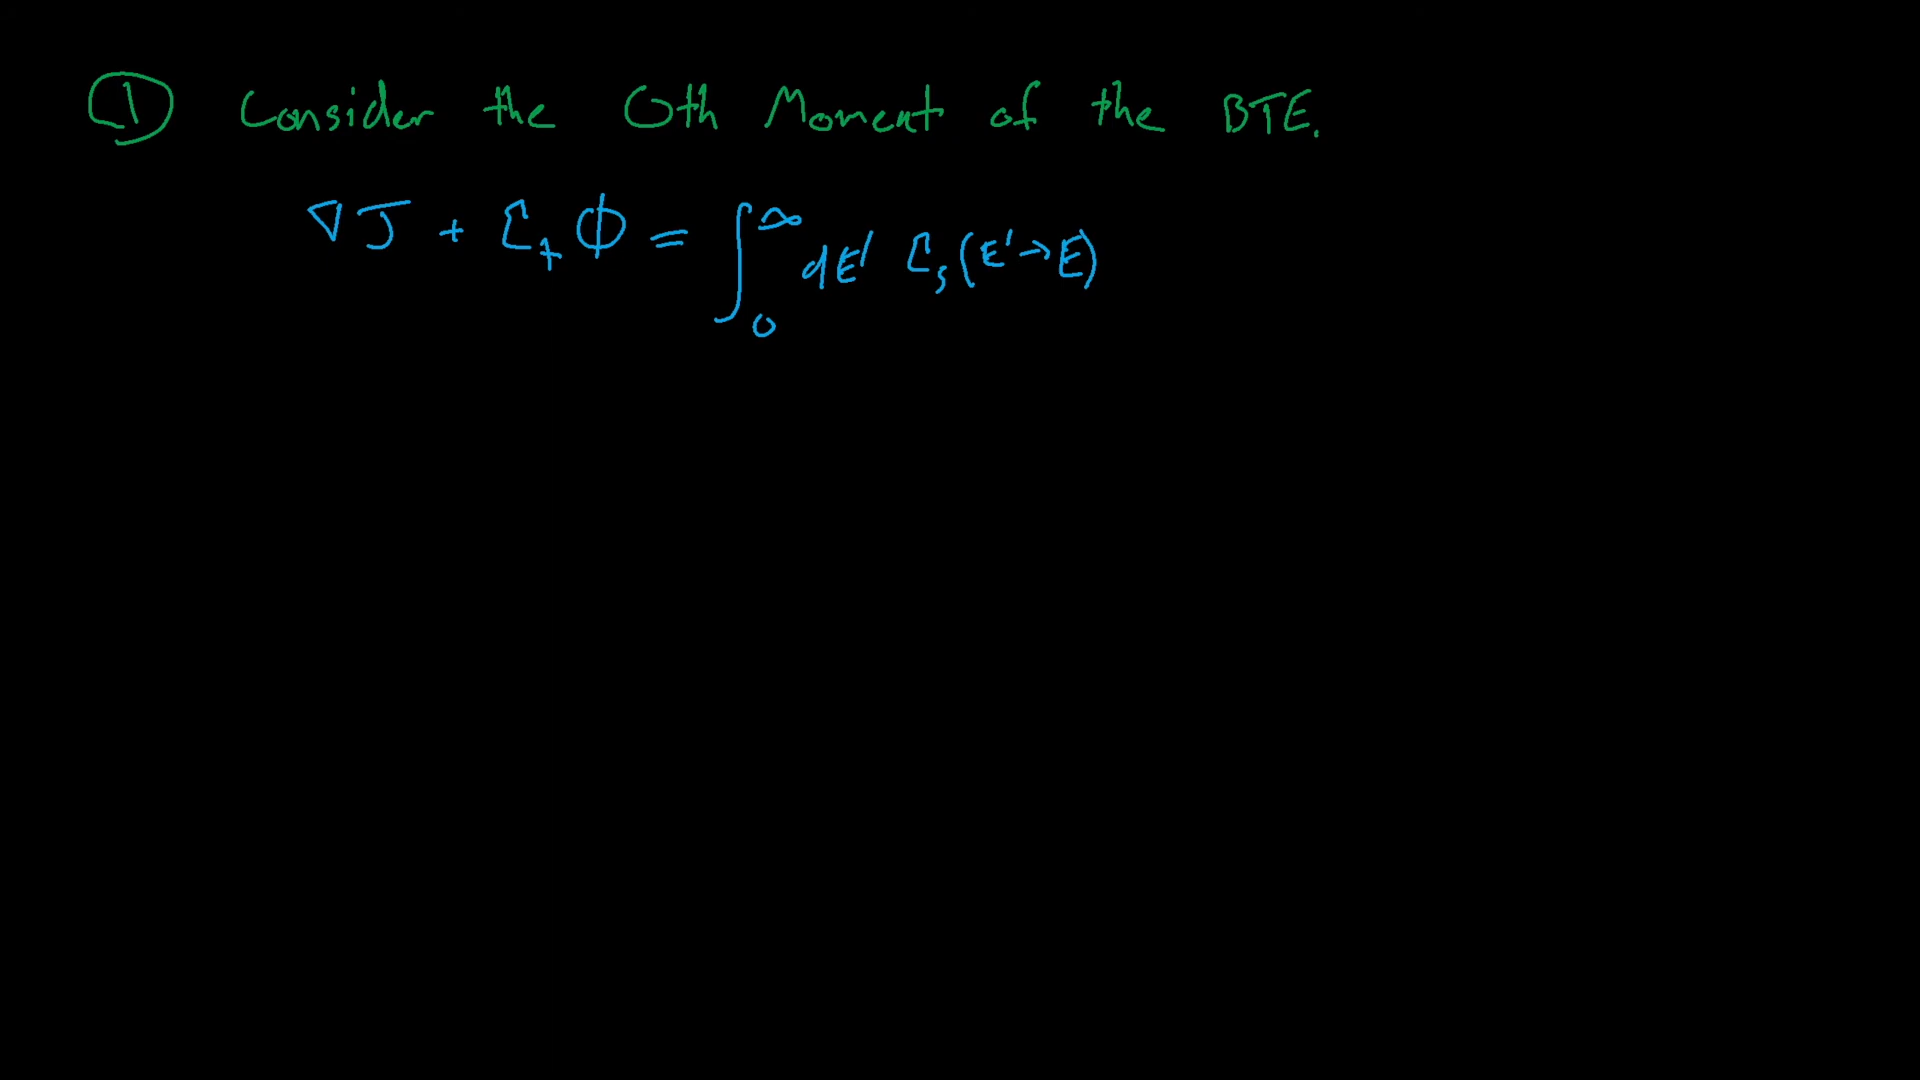 ① Consider the 0th Moment of the BTE.
∇J + Σₜ ϕ = ∫₀^∞ dE' Σₛ(E'→E)